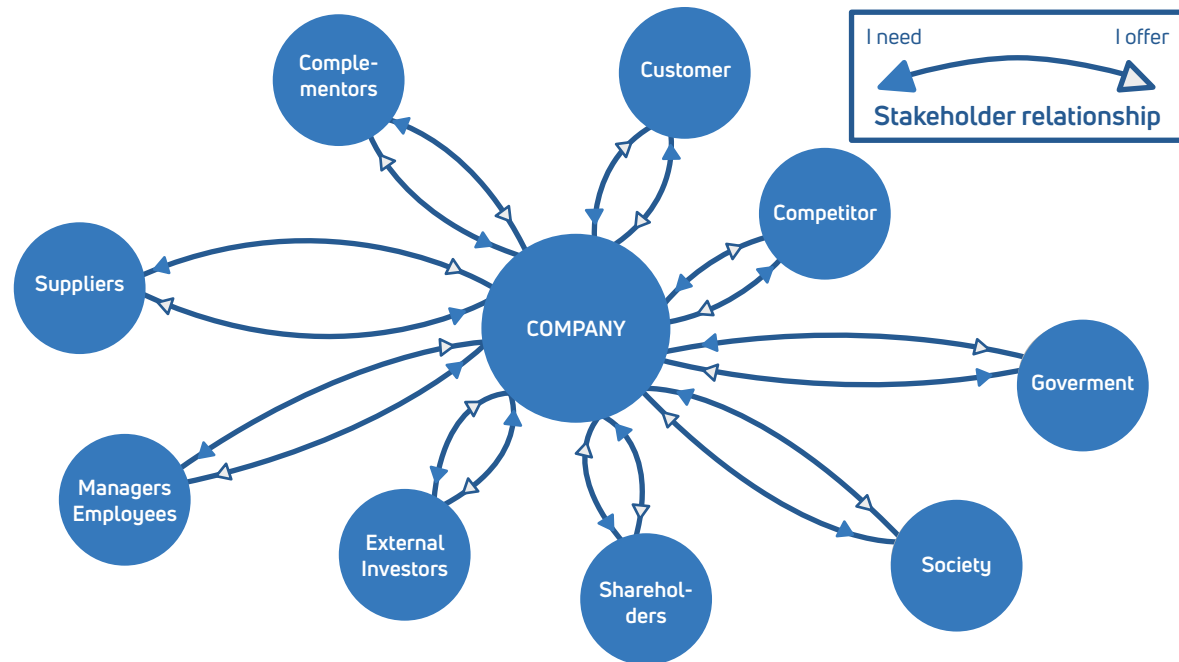 I need
I offer
Stakeholder relationship
Comple-
mentors
Customer
Competitor
Suppliers
COMPANY
Goverment
Managers
Employees
External
Investors
Sharehol-
ders
Society